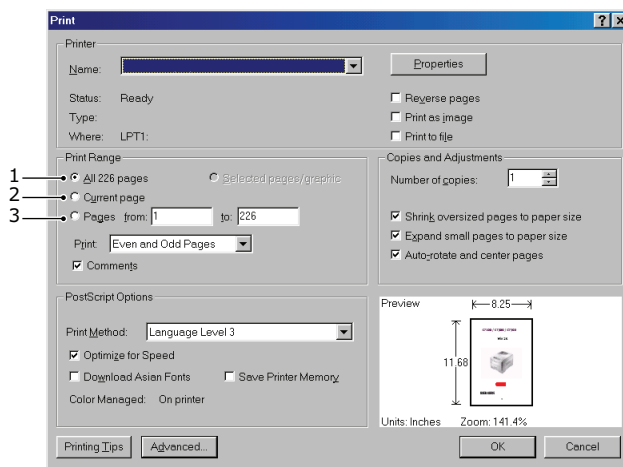 Print
Printer
Name:
Properties
Status: Ready
Type:
Where: LPT1:
Reverse pages
Print as image
Print to file
Print Range
1 All 226 pages Selected pages/graphic
2 Current page
3 Pages from: 1 to: 226
Print: Even and Odd Pages
Comments
Copies and Adjustments
Number of copies: 1
Shrink oversized pages to paper size
Expand small pages to paper size
Auto-rotate and center pages
PostScript Options
Print Method: Language Level 3
Optimize for Speed
Download Asian Fonts Save Printer Memory
Color Managed: On printer
Preview
8.25
11.68
Units: Inches Zoom: 141.4%
Printing Tips Advanced... OK Cancel